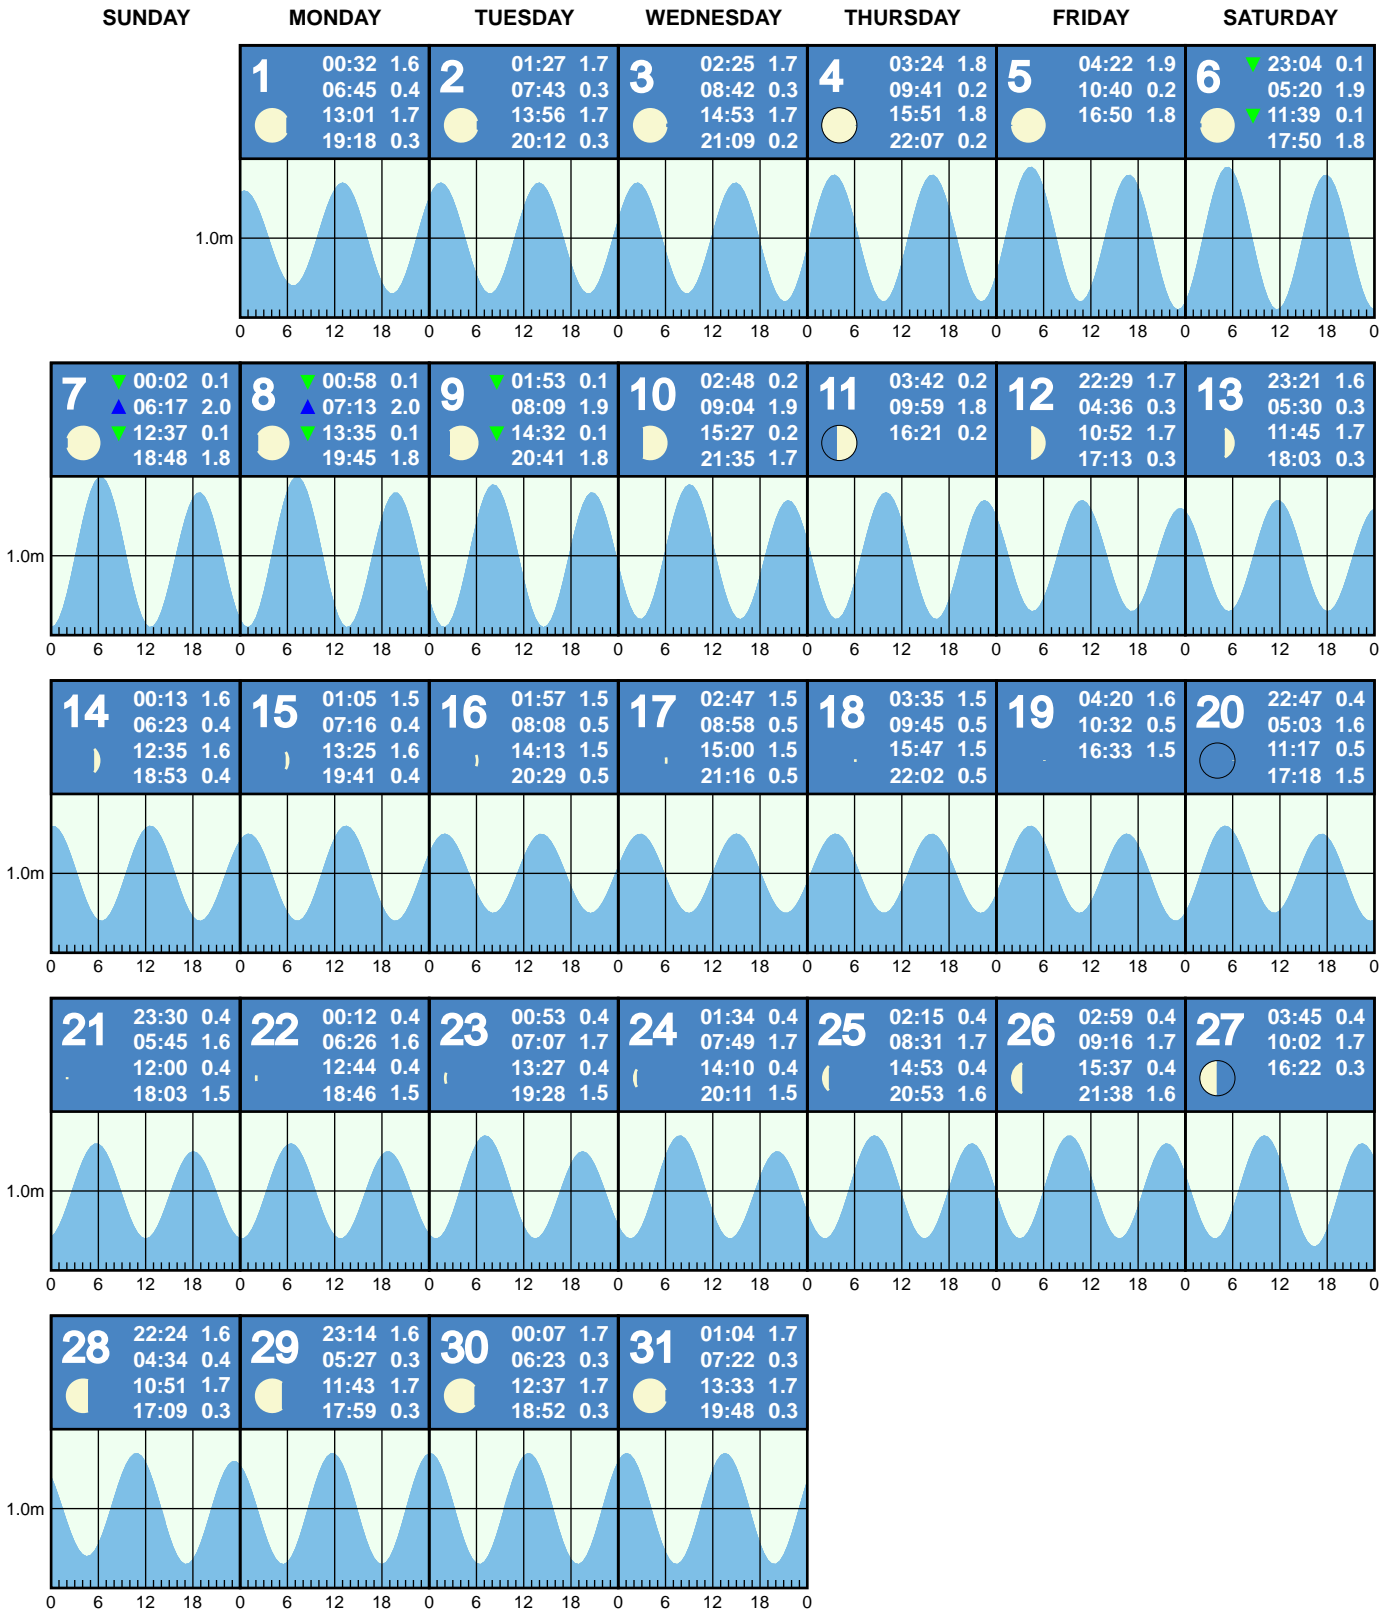 SUNDAY MONDAY TUESDAY WEDNESDAY THURSDAY FRIDAY SATURDAY
1 00:32 1.6
06:45 0.4
13:01 1.7
19:18 0.3
2 01:27 1.7
07:43 0.3
13:56 1.7
20:12 0.3
3 02:25 1.7
08:42 0.3
14:53 1.7
21:09 0.2
4 03:24 1.8
09:41 0.2
15:51 1.8
22:07 0.2
5 04:22 1.9
10:40 0.2
16:50 1.8
6 23:04 0.1
05:20 1.9
11:39 0.1
17:50 1.8
1.0m
0 6 12 18 0 6 12 18 0 6 12 18 0 6 12 18 0 6 12 18 0 6 12 18 0
7 00:02 0.1
06:17 2.0
12:37 0.1
18:48 1.8
8 00:58 0.1
07:13 2.0
13:35 0.1
19:45 1.8
9 01:53 0.1
08:09 1.9
14:32 0.1
20:41 1.8
10 02:48 0.2
09:04 1.9
15:27 0.2
21:35 1.7
11 03:42 0.2
09:59 1.8
16:21 0.2
12 22:29 1.7
04:36 0.3
10:52 1.7
17:13 0.3
13 23:21 1.6
05:30 0.3
11:45 1.7
18:03 0.3
1.0m
0 6 12 18 0 6 12 18 0 6 12 18 0 6 12 18 0 6 12 18 0 6 12 18 0 6 12 18 0
14 00:13 1.6
06:23 0.4
12:35 1.6
18:53 0.4
15 01:05 1.5
07:16 0.4
13:25 1.6
19:41 0.4
16 01:57 1.5
08:08 0.5
14:13 1.5
20:29 0.5
17 02:47 1.5
08:58 0.5
15:00 1.5
21:16 0.5
18 03:35 1.5
09:45 0.5
15:47 1.5
22:02 0.5
19 04:20 1.6
10:32 0.5
16:33 1.5
20 22:47 0.4
05:03 1.6
11:17 0.5
17:18 1.5
1.0m
0 6 12 18 0 6 12 18 0 6 12 18 0 6 12 18 0 6 12 18 0 6 12 18 0 6 12 18 0
21 23:30 0.4
05:45 1.6
12:00 0.4
18:03 1.5
22 00:12 0.4
06:26 1.6
12:44 0.4
18:46 1.5
23 00:53 0.4
07:07 1.7
13:27 0.4
19:28 1.5
24 01:34 0.4
07:49 1.7
14:10 0.4
20:11 1.5
25 02:15 0.4
08:31 1.7
14:53 0.4
20:53 1.6
26 02:59 0.4
09:16 1.7
15:37 0.4
21:38 1.6
27 03:45 0.4
10:02 1.7
16:22 0.3
1.0m
0 6 12 18 0 6 12 18 0 6 12 18 0 6 12 18 0 6 12 18 0 6 12 18 0 6 12 18 0
28 22:24 1.6
04:34 0.4
10:51 1.7
17:09 0.3
29 23:14 1.6
05:27 0.3
11:43 1.7
17:59 0.3
30 00:07 1.7
06:23 0.3
12:37 1.7
18:52 0.3
31 01:04 1.7
07:22 0.3
13:33 1.7
19:48 0.3
1.0m
0 6 12 18 0 6 12 18 0 6 12 18 0 6 12 18 0